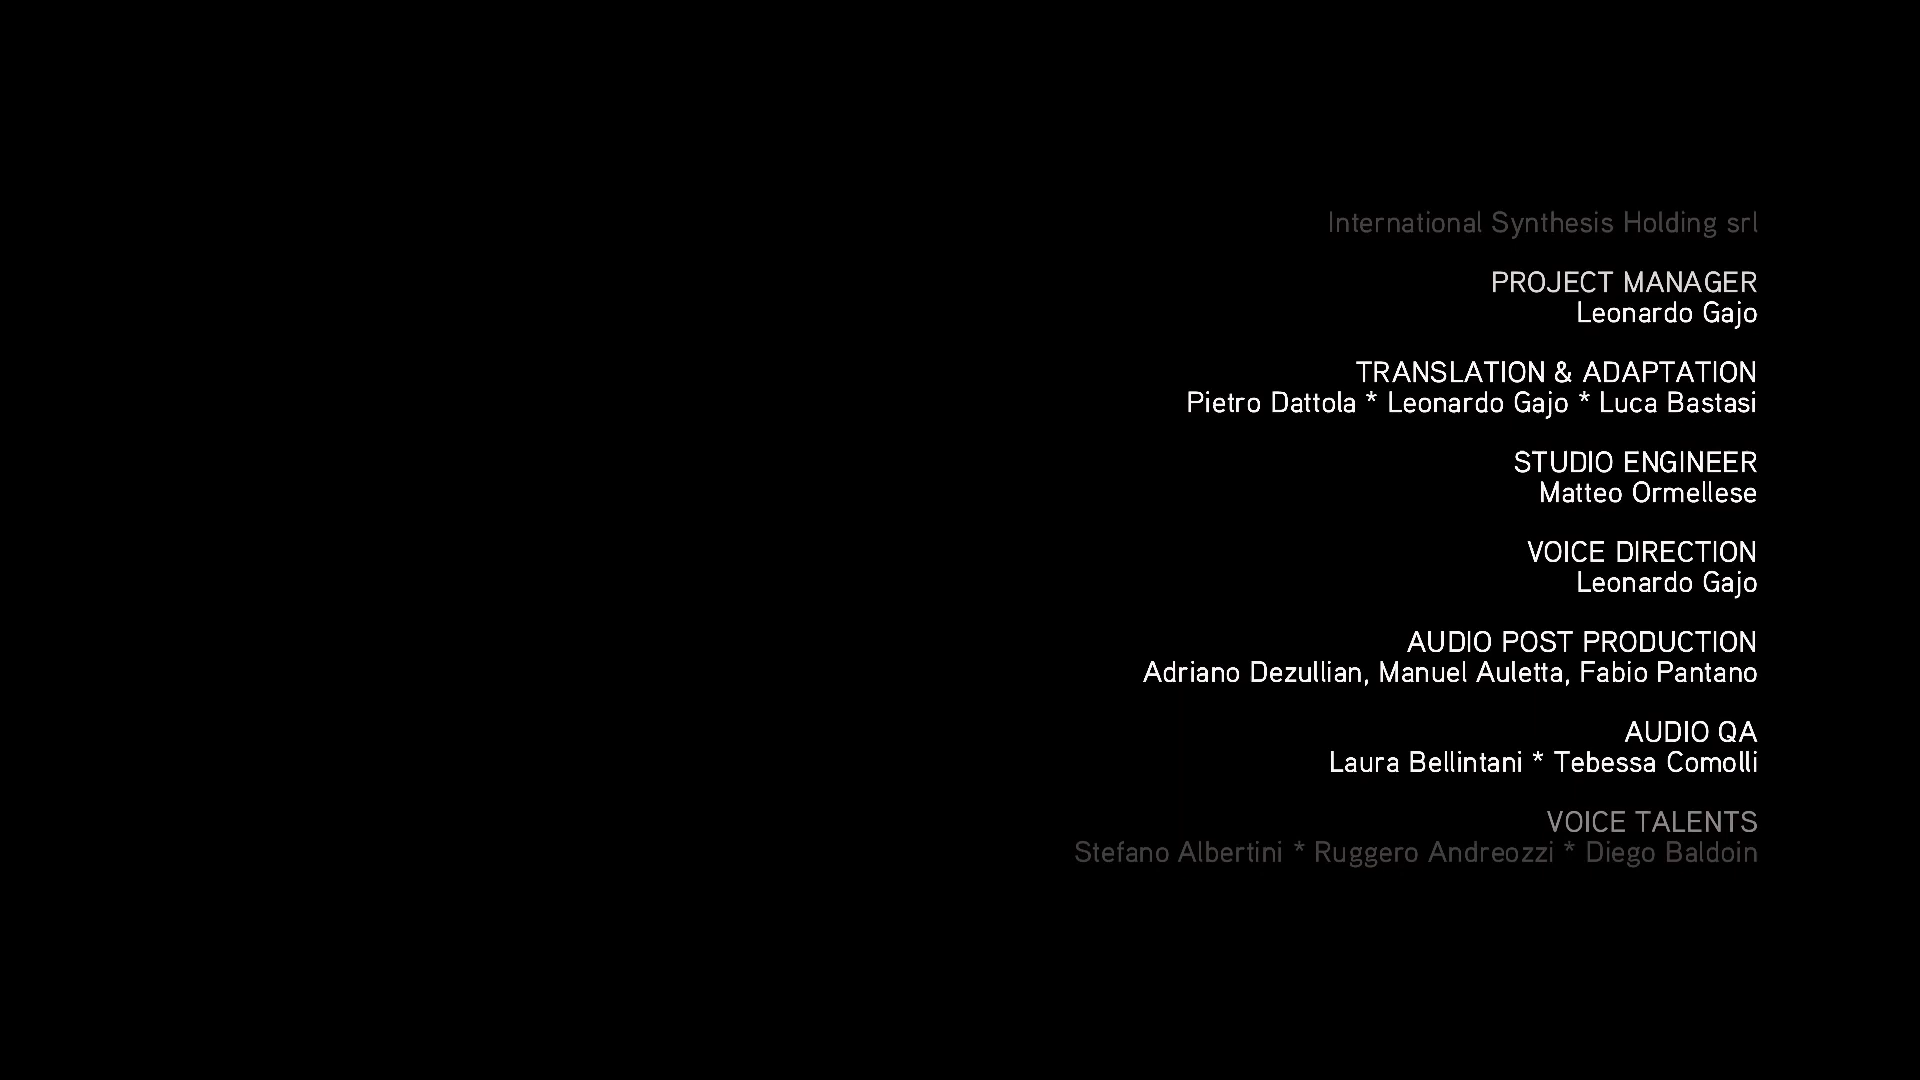 International Synthesis Holding srl
PROJECT MANAGER
Leonardo Gajo
TRANSLATION & ADAPTATION
Pietro Dattola * Leonardo Gajo * Luca Bastasi
STUDIO ENGINEER
Matteo Ormellese
VOICE DIRECTION
Leonardo Gajo
AUDIO POST PRODUCTION
Adriano Dezullian, Manuel Auletta, Fabio Pantano
AUDIO QA
Laura Bellintani * Tebessa Comolli
VOICE TALENTS
Stefano Albertini * Ruggero Andreozzi * Diego Baldoin